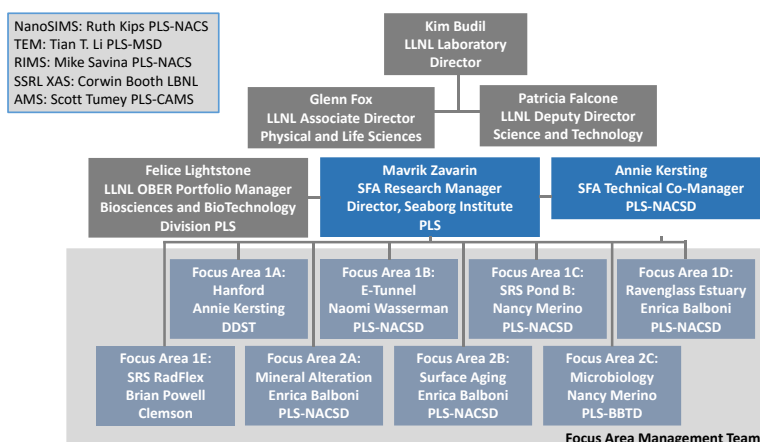 NanoSIMS: Ruth Kips PLS-NACS
TEM: Tian T. Li PLS-MSD
RIMS: Mike Savina PLS-NACS
SSRL XAS: Corwin Booth LBNL
AMS: Scott Tumey PLS-CAMS
Kim Budil
LLNL Laboratory
Director
Glenn Fox
LLNL Associate Director
Physical and Life Sciences
Patricia Falcone
LLNL Deputy Director
Science and Technology
Felice Lightstone
LLNL OBER Portfolio Manager
Biosciences and BioTechnology
Division PLS
Mavrik Zavarin
SFA Research Manager
Director, Seaborg Institute
PLS
Annie Kersting
SFA Technical Co-Manager
PLS-NACSD
Focus Area 1A:
Hanford
Annie Kersting
DDST
Focus Area 1B:
E-Tunnel
Naomi Wasserman
PLS-NACSD
Focus Area 1C:
SRS Pond B:
Nancy Merino
PLS-NACSD
Focus Area 1D:
Ravenglass Estuary
Enrica Balboni
PLS-NACSD
Focus Area 1E:
SRS RadFlex
Brian Powell
Clemson
Focus Area 2A:
Mineral Alteration
Enrica Balboni
PLS-NACSD
Focus Area 2B:
Surface Aging
Enrica Balboni
PLS-NACSD
Focus Area 2C:
Microbiology
Nancy Merino
PLS-BBTD
Focus Area Management Team